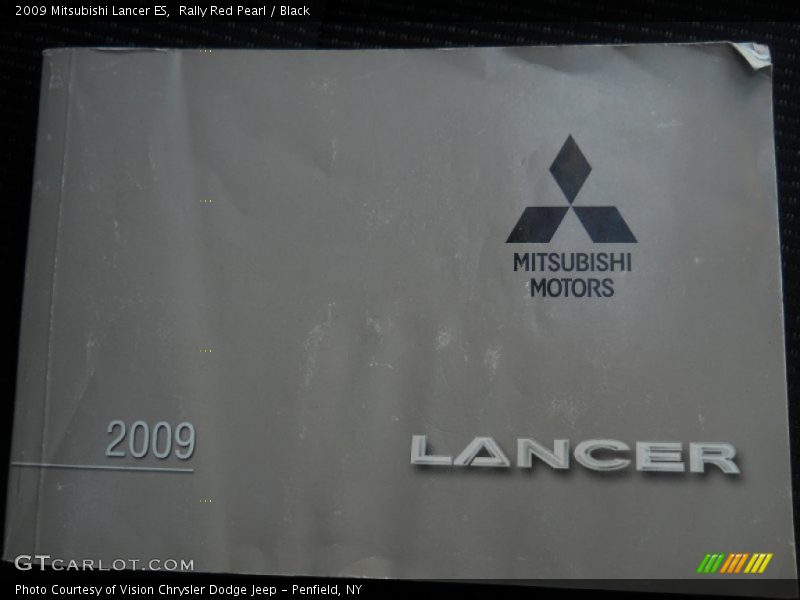 2009 Mitsubishi Lancer ES,  Rally Red Pearl / Black
MITSUBISHI
MOTORS
2009
LANCER
GTCARLOT.COM
Photo Courtesy of Vision Chrysler Dodge Jeep – Penfield, NY